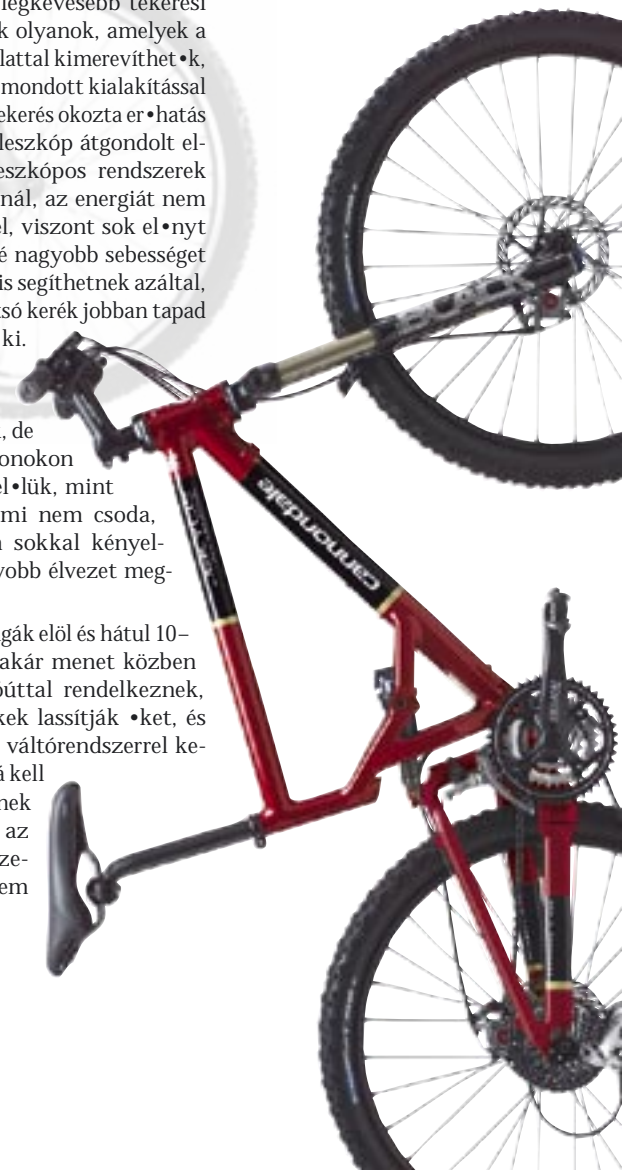 legkevesebb tekerési
k olyanok, amelyek a
lattal kimerevíthet•k,
mondott kialakítással
ekerés okozta er•hatás
leszkóp átgondolt el-
eszkópos rendszerek
nál, az energiát nem
el, viszont sok el•nyt
é nagyobb sebességet
is segíthetnek azáltal,
tsó kerék jobban tapad
ki.
, de
onokon
el•lük, mint
mi nem csoda,
sokkal kényel-
yobb élvezet meg-
gák elöl és hátul 10–
akár menet közben
óúttal rendelkeznek,
kek lassítják •ket, és
váltórendszerrel ke-
á kell
nek
az
ze-
em
BLACK
cannondale